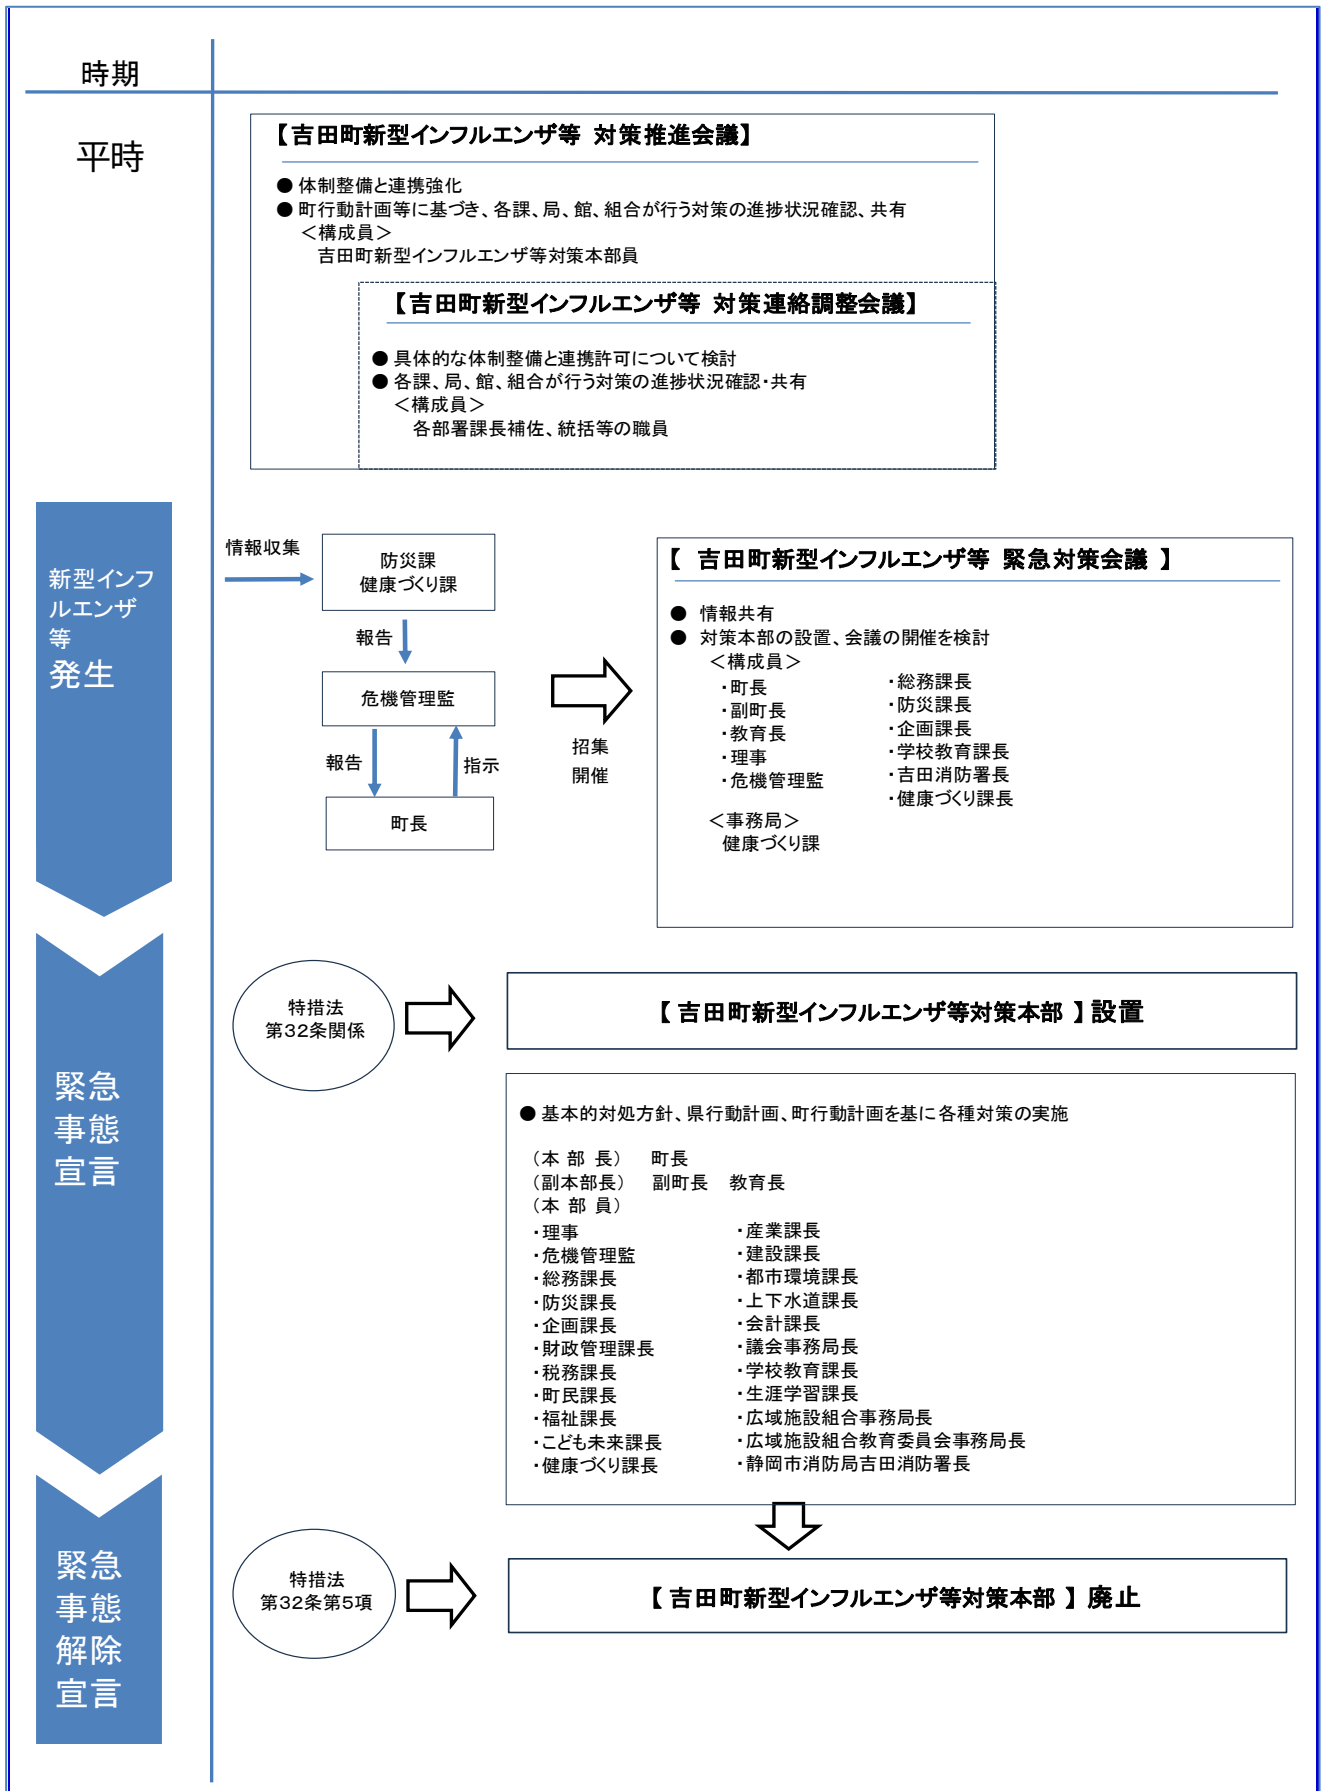 時期
平時
【吉田町新型インフルエンザ等 対策推進会議】
● 体制整備と連携強化
● 町行動計画等に基づき、各課、局、館、組合が行う対策の進捗状況確認、共有
＜構成員＞
吉田町新型インフルエンザ等対策本部員
【吉田町新型インフルエンザ等 対策連絡調整会議】
● 具体的な体制整備と連携許可について検討
● 各課、局、館、組合が行う対策の進捗状況確認・共有
＜構成員＞
各部署課長補佐、統括等の職員
新型インフ
ルエンザ
等
発生
情報収集
防災課
健康づくり課
報告
危機管理監
報告
指示
町長
招集
開催
【 吉田町新型インフルエンザ等 緊急対策会議 】
● 情報共有
● 対策本部の設置、会議の開催を検討
＜構成員＞
・町長
・副町長
・教育長
・理事
・危機管理監
・総務課長
・防災課長
・企画課長
・学校教育課長
・吉田消防署長
・健康づくり課長
＜事務局＞
健康づくり課
緊急
事態
宣言
特措法
第32条関係
【 吉田町新型インフルエンザ等対策本部 】設置
● 基本的対処方針、県行動計画、町行動計画を基に各種対策の実施
（本 部 長） 町長
（副本部長） 副町長 教育長
（本 部 員）
・理事
・危機管理監
・総務課長
・防災課長
・企画課長
・財政管理課長
・税務課長
・町民課長
・福祉課長
・こども未来課長
・健康づくり課長
・産業課長
・建設課長
・都市環境課長
・上下水道課長
・会計課長
・議会事務局長
・学校教育課長
・生涯学習課長
・広域施設組合事務局長
・広域施設組合教育委員会事務局長
・静岡市消防局吉田消防署長
緊急
事態
解除
宣言
特措法
第32条第5項
【 吉田町新型インフルエンザ等対策本部 】 廃止